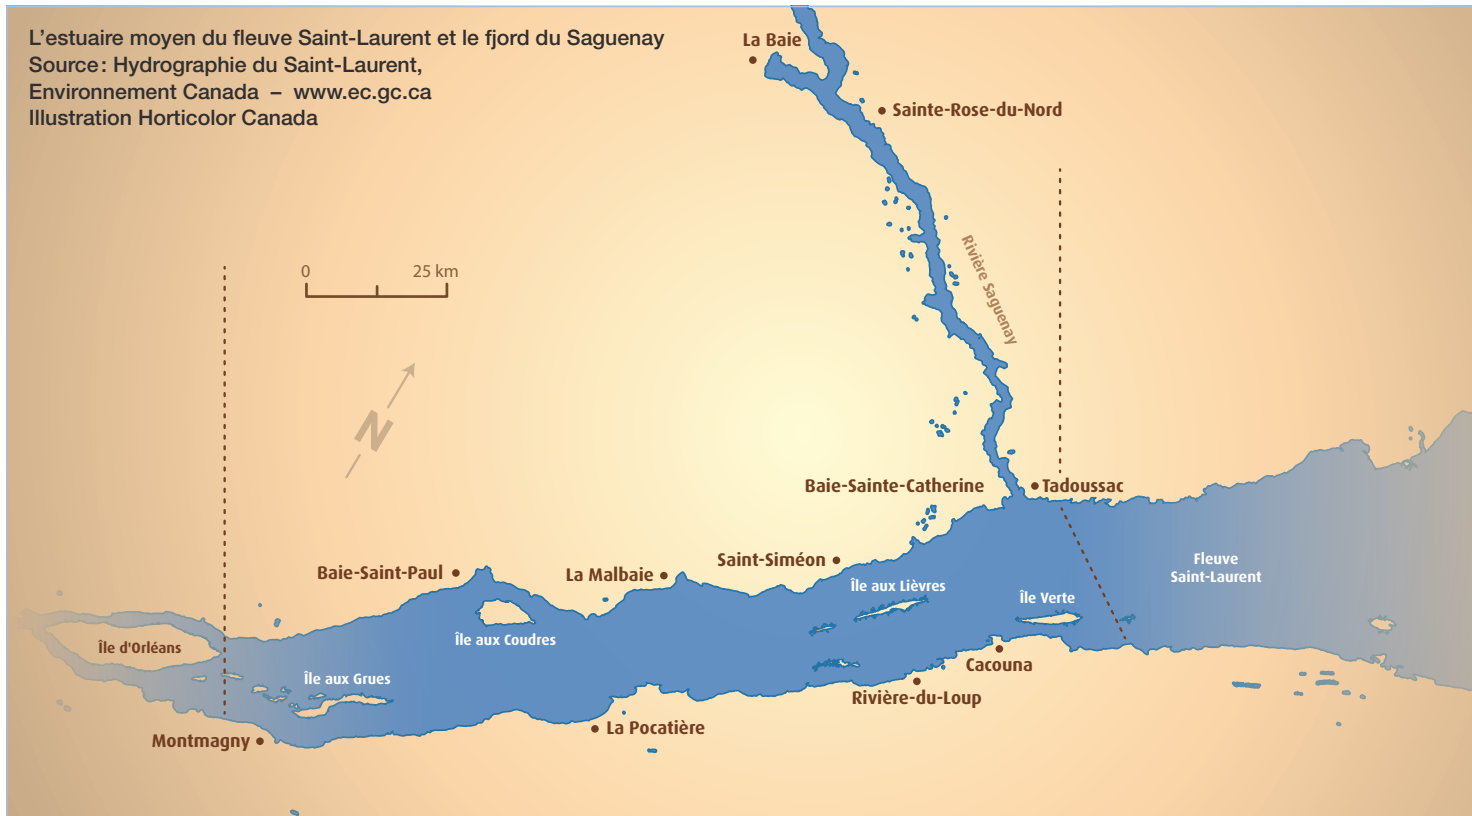 L'estuaire moyen du fleuve Saint-Laurent et le fjord du Saguenay
Source : Hydrographie du Saint-Laurent,
Environnement Canada – www.ec.gc.ca
Illustration Horticolor Canada
La Baie
Sainte-Rose-du-Nord
Rivière Saguenay
0 25 km
N
Baie-Sainte-Catherine
Tadoussac
Saint-Siméon
Fleuve
Saint-Laurent
Baie-Saint-Paul
La Malbaie
Île aux Lièvres
Île Verte
Île aux Coudres
Île d'Orléans
Île aux Grues
Cacouna
Rivière-du-Loup
La Pocatière
Montmagny